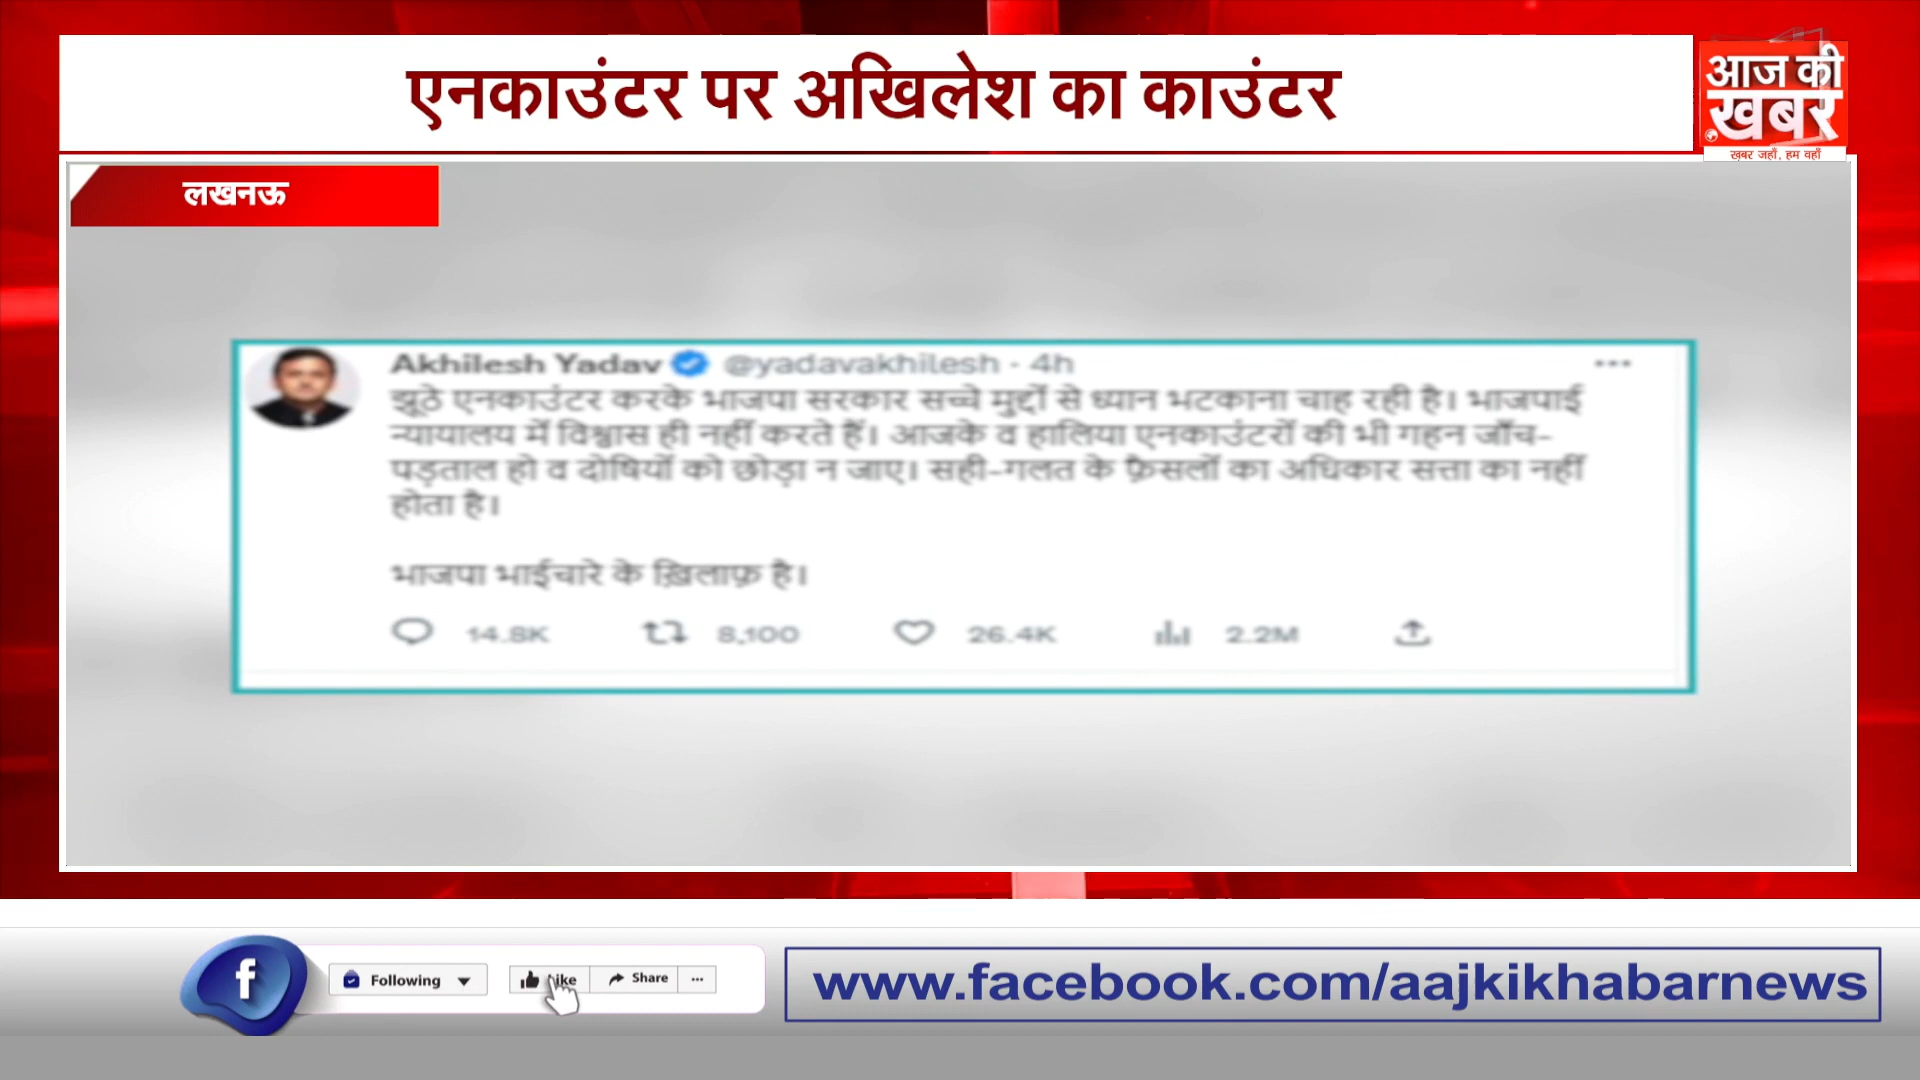 एनकाउंटर पर अखिलेश का काउंटर
आज की
खबर
ख़बर जहाँ, हम वहाँ
लखनऊ
Akhilesh Yadav @yadavakhilesh · 4h
झूठे एनकाउंटर करके भाजपा सरकार सच्चे मुद्दों से ध्यान भटकाना चाह रही है। भाजपाई
न्यायालय में विश्वास ही नहीं करते हैं। आजके व हालिया एनकाउंटरों की भी गहन जाँच-
पड़ताल हो व दोषियों को छोड़ा न जाए। सही-गलत के फ़ैसलों का अधिकार सत्ता का नहीं
होता है।
भाजपा भाईचारे के ख़िलाफ़ है।
14.8K 8,100 26.4K 2.2M
f Following Like Share
www.facebook.com/aajkikhabarnews